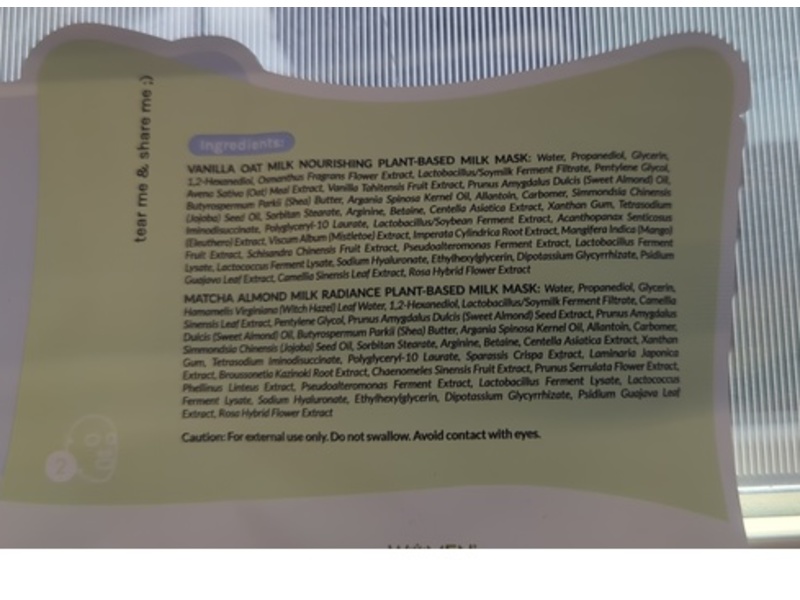 tear me & share me ;)
Ingredients:
VANILLA OAT MILK NOURISHING PLANT-BASED MILK MASK: Water, Propanediol, Glycerin,
1,2-Hexanediol, Osmanthus Fragrans Flower Extract, Lactobacillus/Soymilk Ferment Filtrate, Pentylene Glycol,
Avena Sativa (Oat) Meal Extract, Vanilla Tahitensis Fruit Extract, Prunus Amygdalus Dulcis (Sweet Almond) Oil,
Butyrospermum Parkii (Shea) Butter, Argania Spinosa Kernel Oil, Allantoin, Carbomer, Simmondsia Chinensis
(Jojoba) Seed Oil, Sorbitan Stearate, Arginine, Betaine, Centella Asiatica Extract, Xanthan Gum, Tetrasodium
Iminodisuccinate, Polyglyceryl-10 Laurate, Lactobacillus/Soybean Ferment Extract, Acanthopanax Senticosus
(Eleuthero) Extract, Viscum Album (Mistletoe) Extract, Imperata Cylindrica Root Extract, Mangifera Indica (Mango)
Fruit Extract, Schisandra Chinensis Fruit Extract, Pseudoalteromonas Ferment Extract, Lactobacillus Ferment
Lysate, Lactococcus Ferment Lysate, Sodium Hyaluronate, Ethylhexylglycerin, Dipotassium Glycyrrhizate, Psidium
Guajava Leaf Extract, Camellia Sinensis Leaf Extract, Rosa Hybrid Flower Extract
MATCHA ALMOND MILK RADIANCE PLANT-BASED MILK MASK: Water, Propanediol, Glycerin,
Hamamelis Virginiana (Witch Hazel) Leaf Water, 1,2-Hexanediol, Lactobacillus/Soymilk Ferment Filtrate, Camellia
Sinensis Leaf Extract, Pentylene Glycol, Prunus Amygdalus Dulcis (Sweet Almond) Seed Extract, Prunus Amygdalus
Dulcis (Sweet Almond) Oil, Butyrospermum Parkii (Shea) Butter, Argania Spinosa Kernel Oil, Allantoin, Carbomer,
Simmondsia Chinensis (Jojoba) Seed Oil, Sorbitan Stearate, Arginine, Betaine, Centella Asiatica Extract, Xanthan
Gum, Tetrasodium Iminodisuccinate, Polyglyceryl-10 Laurate, Sparassis Crispa Extract, Laminaria Japonica
Extract, Broussonetia Kazinoki Root Extract, Chaenomeles Sinensis Fruit Extract, Prunus Serrulata Flower Extract,
Phellinus Linteus Extract, Pseudoalteromonas Ferment Extract, Lactobacillus Ferment Lysate, Lactococcus
Ferment Lysate, Sodium Hyaluronate, Ethylhexylglycerin, Dipotassium Glycyrrhizate, Psidium Guajava Leaf
Extract, Rosa Hybrid Flower Extract
Caution: For external use only. Do not swallow. Avoid contact with eyes.
2